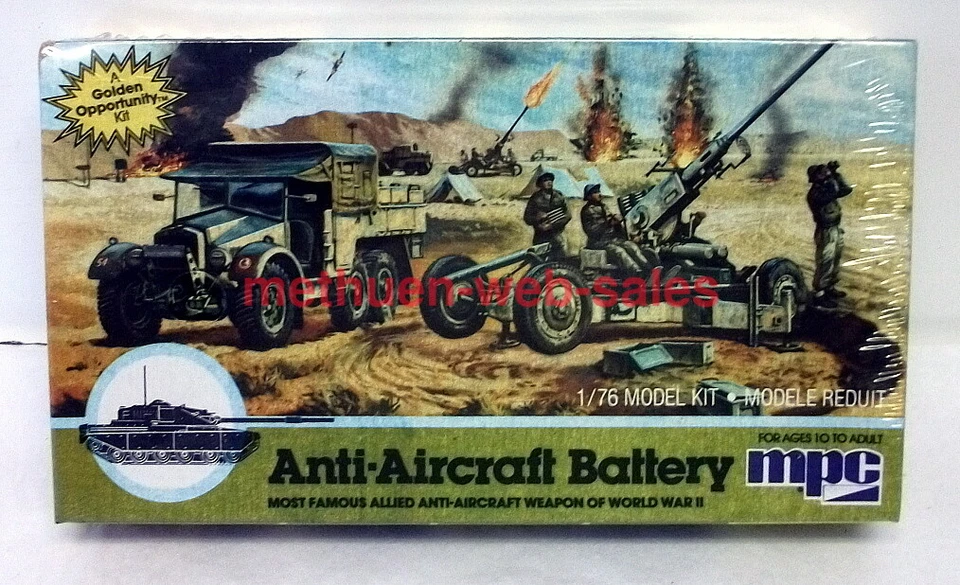 A
Golden
Opportunity™
Kit
54
methuen-web-sales
1/76 MODEL KIT • MODELE REDUIT
FOR AGES 10 TO ADULT
Anti-Aircraft Battery
mpc
MOST FAMOUS ALLIED ANTI-AIRCRAFT WEAPON OF WORLD WAR II